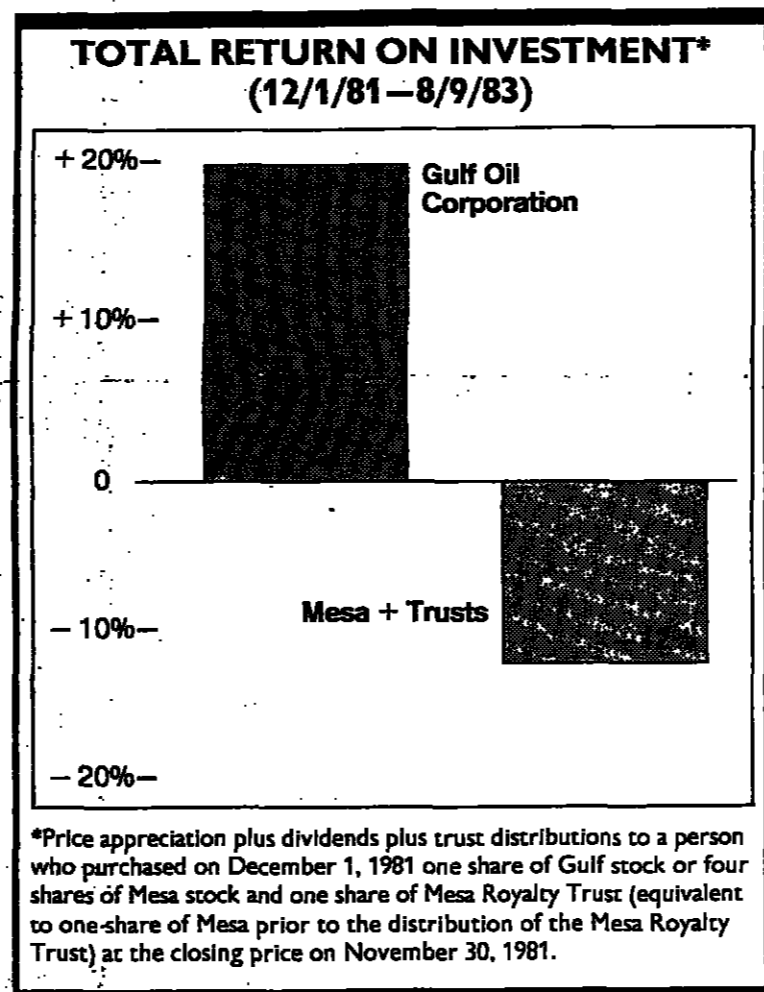 TOTAL RETURN ON INVESTMENT*
(12/1/81—8/9/83)
+ 20%—
Gulf Oil
Corporation
+ 10%—
0
Mesa + Trusts
— 10%—
— 20%—
*Price appreciation plus dividends plus trust distributions to a person
who purchased on December 1, 1981 one share of Gulf stock or four
shares of Mesa stock and one share of Mesa Royalty Trust (equivalent
to one-share of Mesa prior to the distribution of the Mesa Royalty
Trust) at the closing price on November 30, 1981.